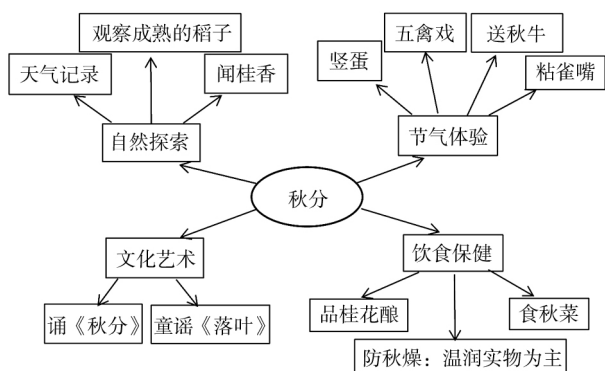 观察成熟的稻子
天气记录
闻桂香
自然探索
竖蛋
五禽戏
送秋牛
粘雀嘴
节气体验
秋分
文化艺术
诵《秋分》
童谣《落叶》
饮食保健
品桂花酿
食秋菜
防秋燥：温润实物为主